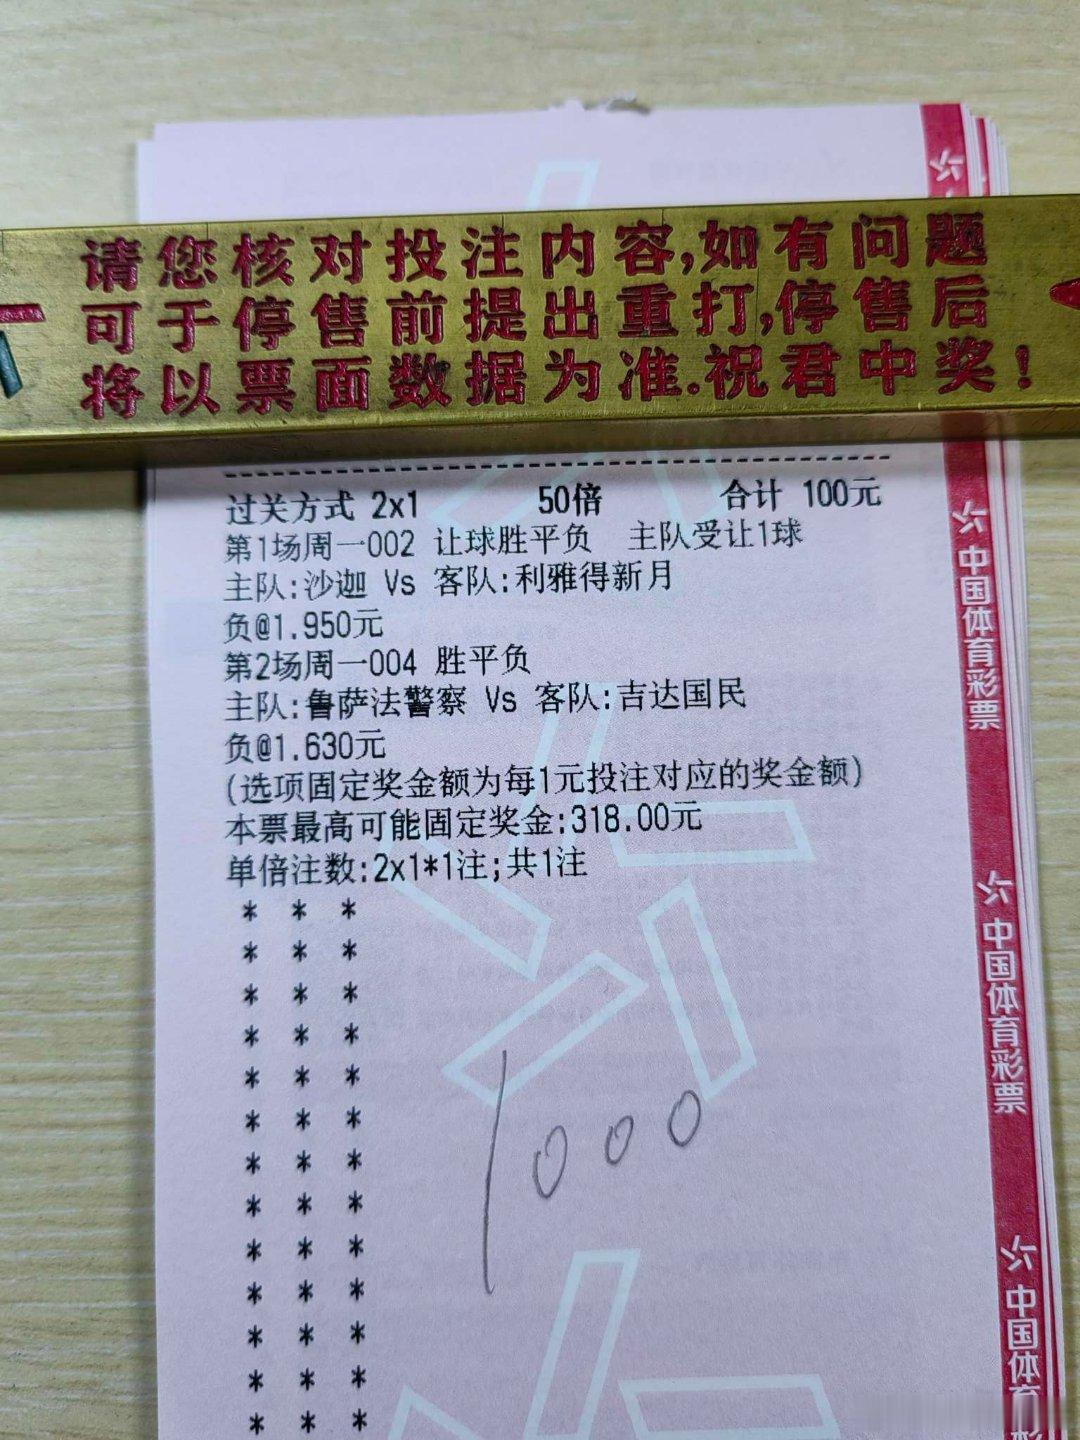 请您核对投注内容,如有问题
可于停售前提出重打,停售后
将以票面数据为准.祝君中奖!
过关方式 2x1 50倍 合计 100元
第1场周一002 让球胜平负 主队受让1球
主队:沙迦 Vs 客队:利雅得新月
负@1.950元
第2场周一004 胜平负
主队:鲁萨法警察 Vs 客队:吉达国民
负@1.630元
(选项固定奖金额为每1元投注对应的奖金额)
本票最高可能固定奖金:318.00元
单倍注数:2x1*1注;共1注
* * *
* * *
* * *
* * *
* * *
* * *
* * *
* * *
* * *
* * *
* * *
* * *
* * *
1000
中国体育彩票
中国体育彩票
中国体育彩